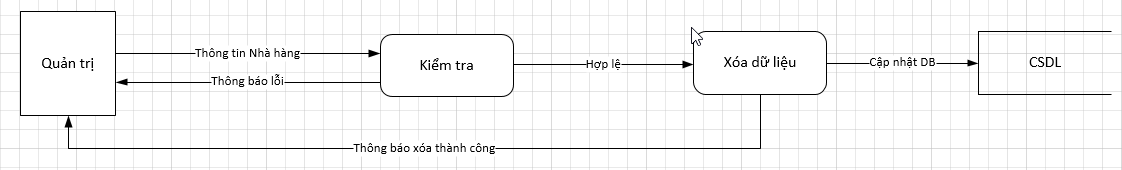 Quản trị
Thông tin Nhà hàng
Thông báo lỗi
Kiểm tra
Hợp lệ
Xóa dữ liệu
Cập nhật DB
CSDL
Thông báo xóa thành công